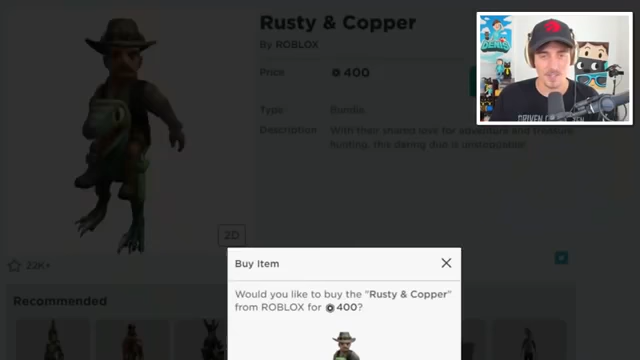 Rusty & Copper
By ROBLOX
Price
400
Type
Bundle
Description
With their shared love for adventure and treasure
hunting, this daring duo is unstoppable!
2D
22K+
Buy Item
Would you like to buy the "Rusty & Copper"
from ROBLOX for 400?
Recommended
DRIVEN